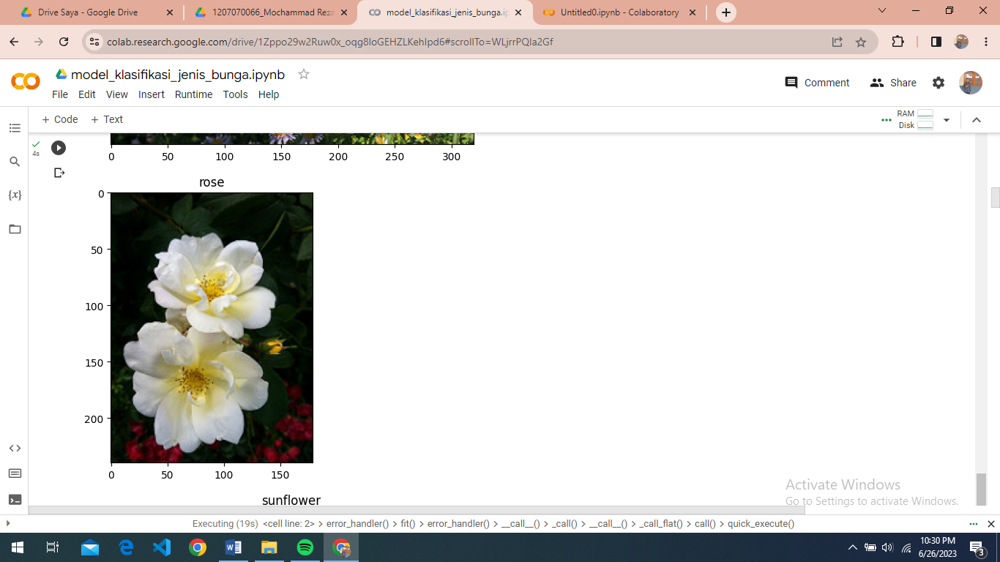 Drive Saya - Google Drive
1207070066_Mochammad Reza
model_klasifikasi_jenis_bunga.ip
Untitled0.ipynb - Colaboratory
colab.research.google.com/drive/1Zppo29w2Ruw0x_oqg8IoGEHZLKehIpd6#scrollTo=WLjrrPQIa2Gf
model_klasifikasi_jenis_bunga.ipynb
File Edit View Insert Runtime Tools Help
Comment
Share
+ Code + Text
RAM
Disk
4s
{x}
0 50 100 150 200 250 300
rose
0
50
100
150
200
0 50 100 150
sunflower
Activate Windows
Go to Settings to activate Windows.
Executing (19s) <cell line: 2> > error_handler() > fit() > error_handler() > __call__() > _call() > __call__() > _call_flat() > call() > quick_execute()
10:30 PM
6/26/2023
3